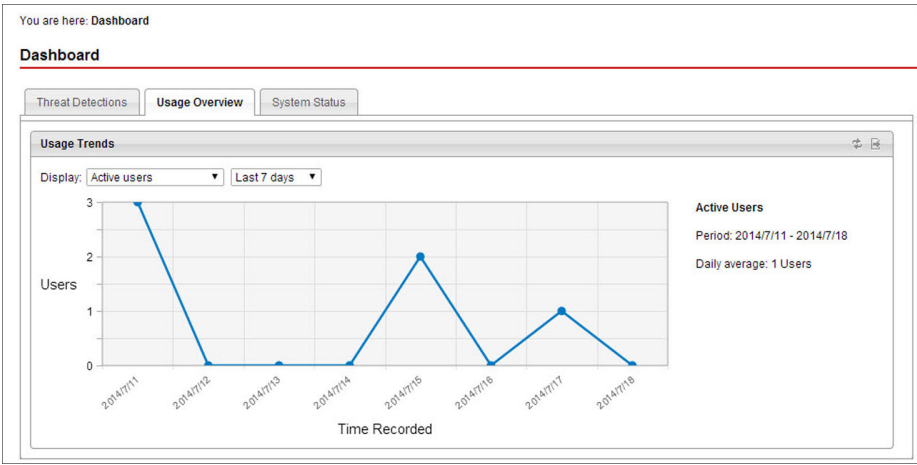 You are here: Dashboard
Dashboard
Threat Detections
Usage Overview
System Status
Usage Trends
Display: Active users Last 7 days
3
2
1
0
Users
2014/7/11
2014/7/12
2014/7/13
2014/7/14
2014/7/15
2014/7/16
2014/7/17
2014/7/18
Time Recorded
Active Users
Period: 2014/7/11 - 2014/7/18
Daily average: 1 Users